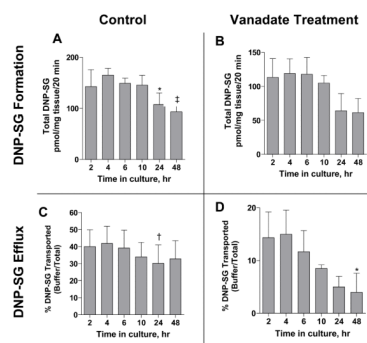 Control
Vanadate Treatment
DNP-SG Formation
A
Total DNP-SG
pmol/mg tissue/20 min
200
100
0
*
‡
2 4 6 10 24 48
Time in culture, hr
B
Total DNP-SG
pmol/mg tissue/20 min
150
100
50
0
2 4 6 10 24 48
Time in culture, hr
DNP-SG Efflux
C
% DNP-SG Transported
(Buffer/Total)
60
50
40
30
20
10
0
†
2 4 6 10 24 48
Time in culture, hr
D
% DNP-SG Transported
(Buffer/Total)
20
10
0
*
2 4 6 10 24 48
Time in culture, hr